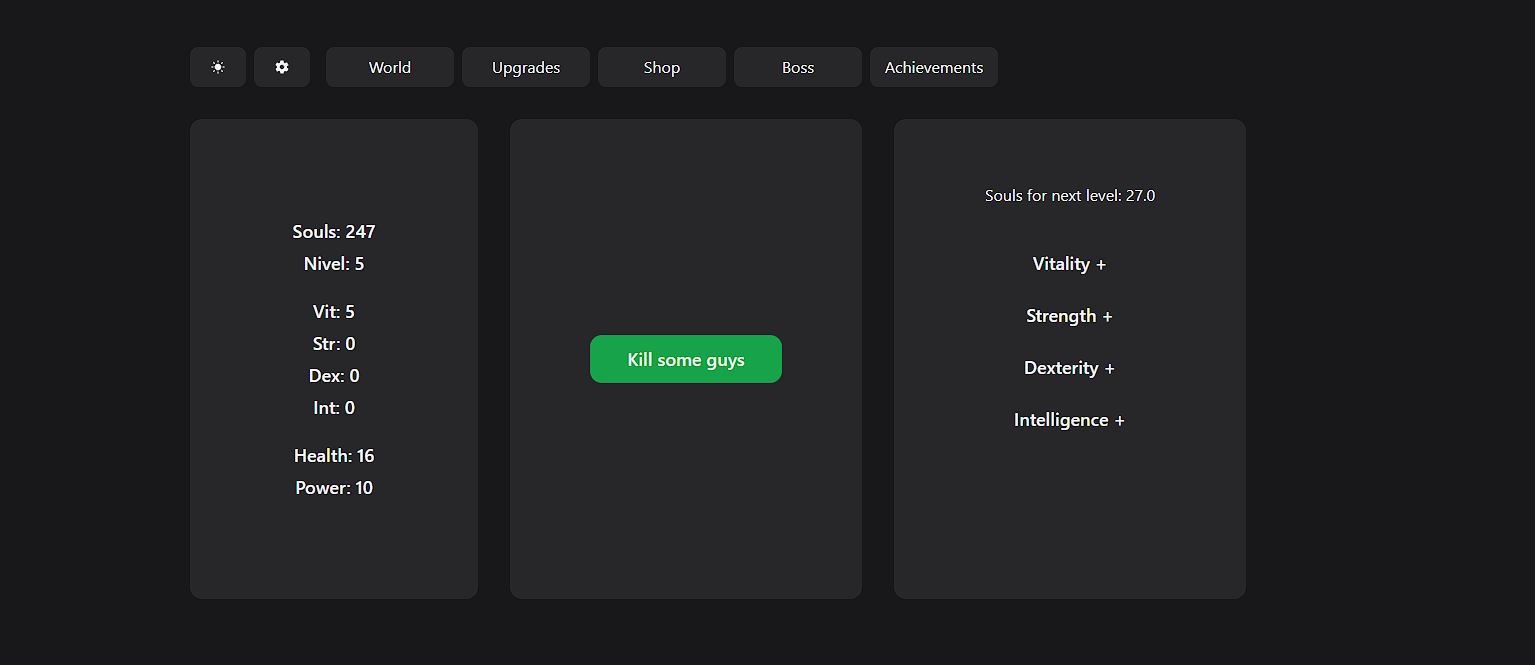 World Upgrades Shop Boss Achievements
Souls: 247
Nivel: 5
Vit: 5
Str: 0
Dex: 0
Int: 0
Health: 16
Power: 10
Kill some guys
Souls for next level: 27.0
Vitality +
Strength +
Dexterity +
Intelligence +